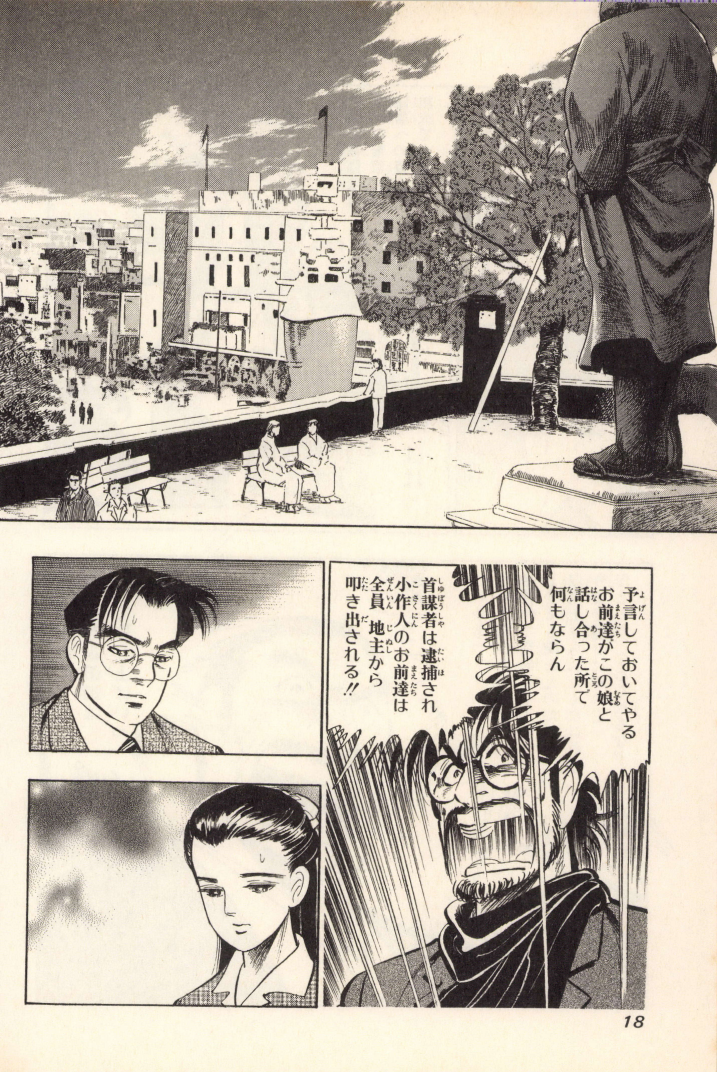 予言しておいてやる
お前達がこの娘と
話し合った所で
何もならん
首謀者は逮捕され
小作人のお前達は
全員 地主から
叩き出される!!
18